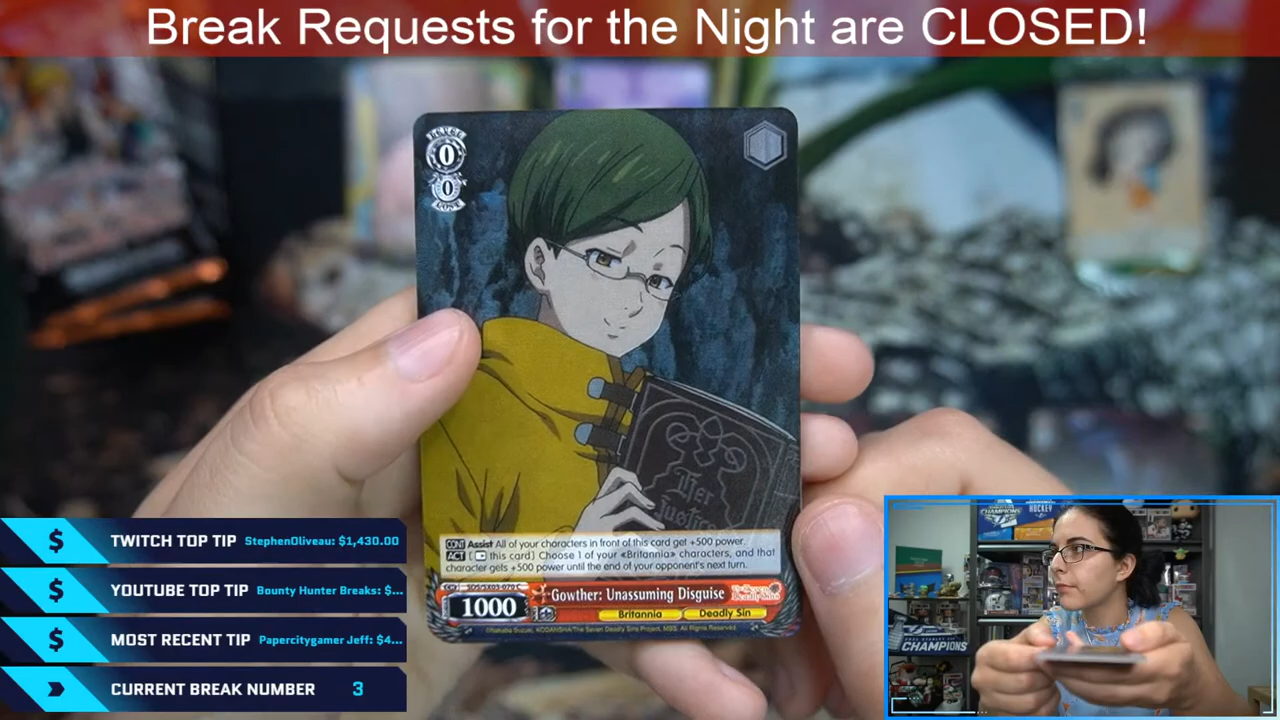 Break Requests for the Night are CLOSED!
0
0
Her
Justice
CONT Assist All of your characters in front of this card get +500 power.
ACT [ this card] Choose 1 of your «Britannia» characters, and that
character gets +500 power until the end of your opponent's next turn.
Gowther: Unassuming Disguise
1000
Britannia Deadly Sin
TWITCH TOP TIP StephenOliveau: $1,430.00
YOUTUBE TOP TIP Bounty Hunter Breaks: $...
MOST RECENT TIP Papercitygamer Jeff: $4...
CURRENT BREAK NUMBER 3
HOCKEY
CHAMPIONS